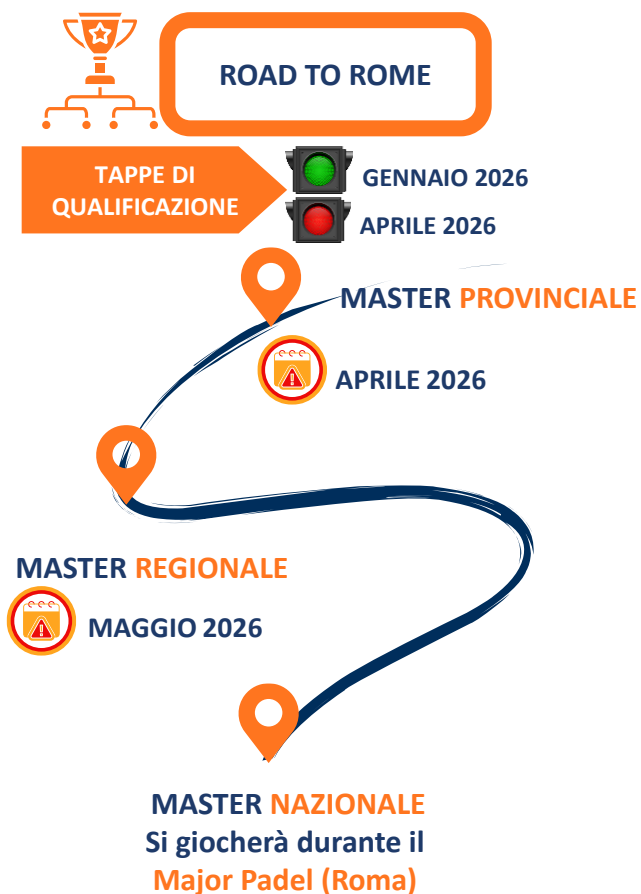 ROAD TO ROME
TAPPE DI
QUALIFICAZIONE
GENNAIO 2026
APRILE 2026
MASTER PROVINCIALE
APRILE 2026
MASTER REGIONALE
MAGGIO 2026
MASTER NAZIONALE
Si giocherà durante il
Major Padel (Roma)